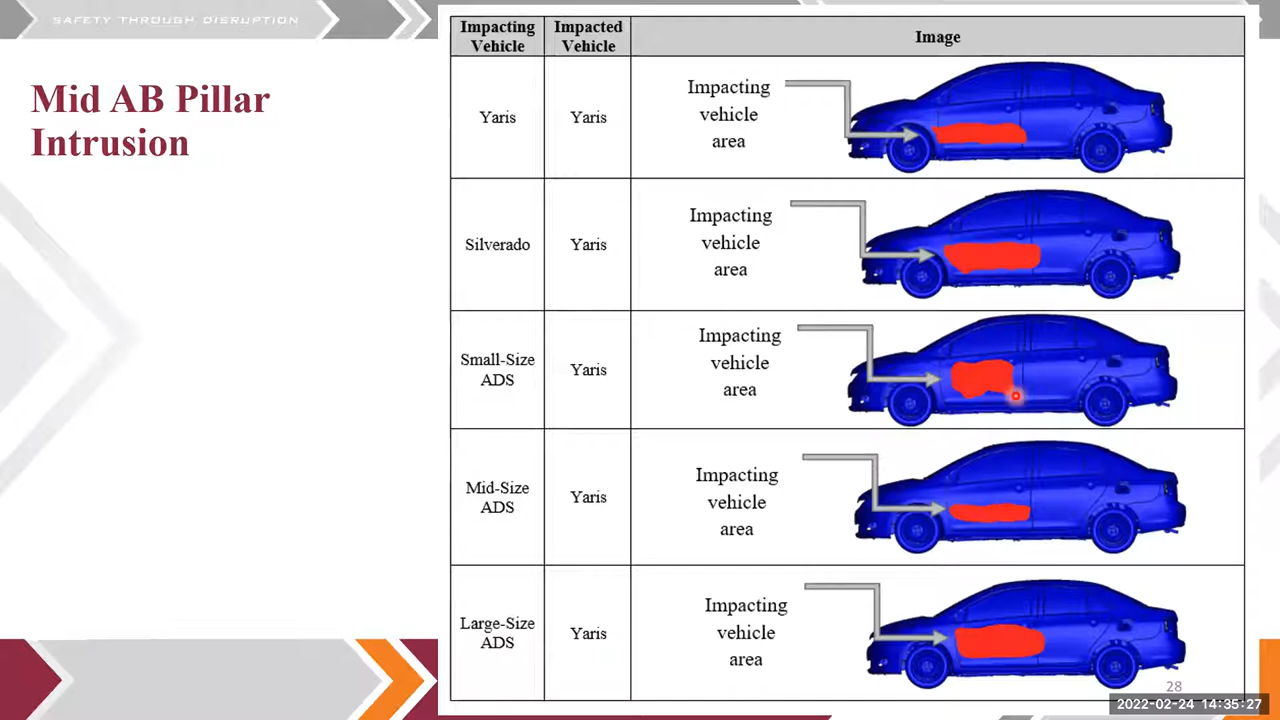 SAFETY THROUGH DISRUPTION
Mid AB Pillar
Intrusion
Impacting
Vehicle
Impacted
Vehicle
Image
Yaris
Yaris
Impacting
vehicle
area
Silverado
Yaris
Impacting
vehicle
area
Small-Size
ADS
Yaris
Impacting
vehicle
area
Mid-Size
ADS
Yaris
Impacting
vehicle
area
Large-Size
ADS
Yaris
Impacting
vehicle
area
28
2022-02-24 14:35:27